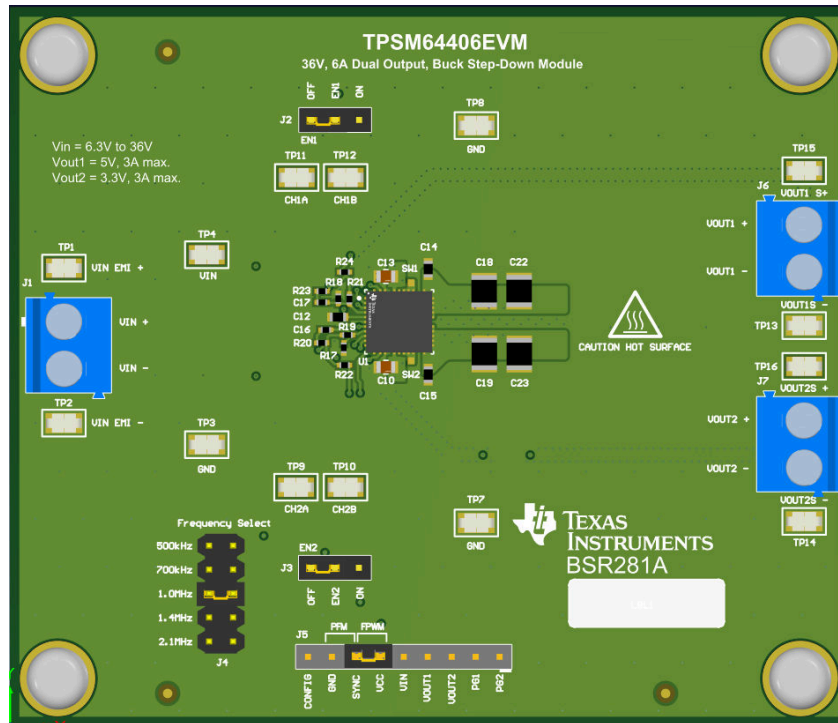 TPSM64406EVM
36V, 6A Dual Output, Buck Step-Down Module
OFF
EN1
ON
J2
EN1
TP8
GND
Vin = 6.3V to 36V
Vout1 = 5V, 3A max.
Vout2 = 3.3V, 3A max.
TP11
TP12
CH1A
CH1B
TP15
VOUT1 S+
J6
VOUT1 +
VOUT1 -
VOUT1S -
TP13
TP16
VOUT2S +
J7
VOUT2 +
VOUT2 -
VOUT2S -
TP14
TP1
VIN EMI +
TP4
VIN
J1
VIN +
VIN -
TP2
VIN EMI -
TP3
GND
R24
C13
SW1
C14
C18
C22
R23
R18
R21
C17
C12
C16
R19
R20
R17
U1
R22
C10
SW2
C15
C19
C23
TEXAS INSTRUMENTS
CAUTION HOT SURFACE
TP9
TP10
CH2A
CH2B
TP7
GND
TEXAS
INSTRUMENTS
BSR281A
Frequency Select
500kHz
700kHz
1.0MHz
1.4MHz
2.1MHz
J4
EN2
J3
OFF
EN2
ON
J5
PFM
FPWM
CONFIG
GND
SYNC
VCC
VIN
VOUT1
VOUT2
PG1
PG2